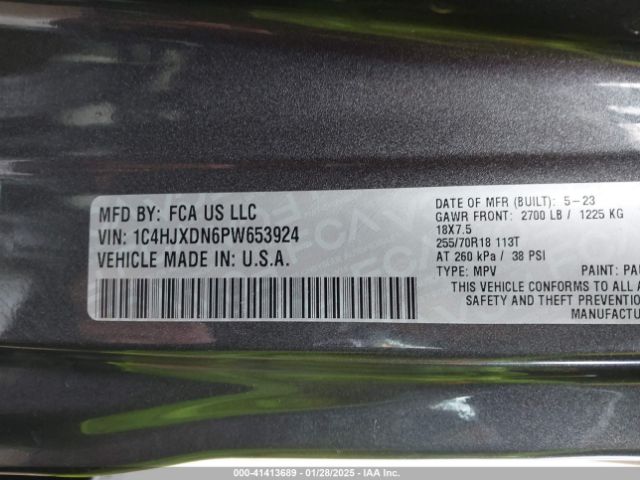 MFD BY: FCA US LLC
VIN: 1C4HJXDN6PW653924
VEHICLE MADE IN: U.S.A.
DATE OF MFR (BUILT): 5-23
GAWR FRONT: 2700 LB / 1225 KG
18X7.5
255/70R18 113T
AT 260 kPa / 38 PSI
TYPE: MPV PAINT: PA
THIS VEHICLE CONFORMS TO ALL A
SAFETY AND THEFT PREVENTION
MANUFACTU
000-41413689 - 01/28/2025 - IAA Inc.